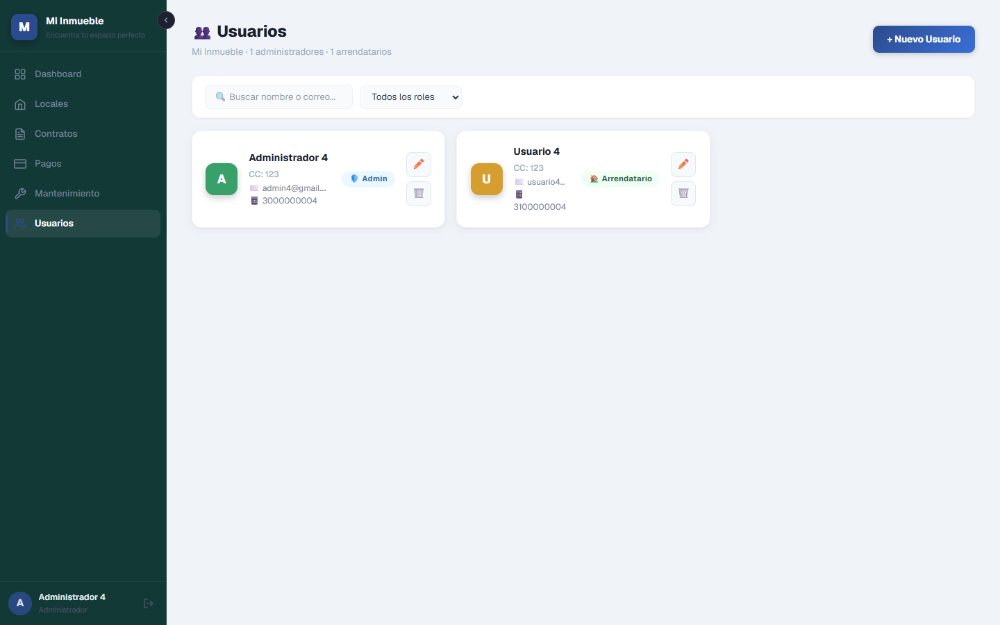 M
Mi Inmueble
Encuentra tu espacio perfecto
Dashboard
Locales
Contratos
Pagos
Mantenimiento
Usuarios
A
Administrador 4
Administrador
Usuarios
Mi Inmueble · 1 administradores · 1 arrendatarios
+ Nuevo Usuario
Buscar nombre o correo...
Todos los roles
A
Administrador 4
CC: 123
admin4@gmail....
3000000004
Admin
U
Usuario 4
CC: 123
usuario4...
3100000004
Arrendatario